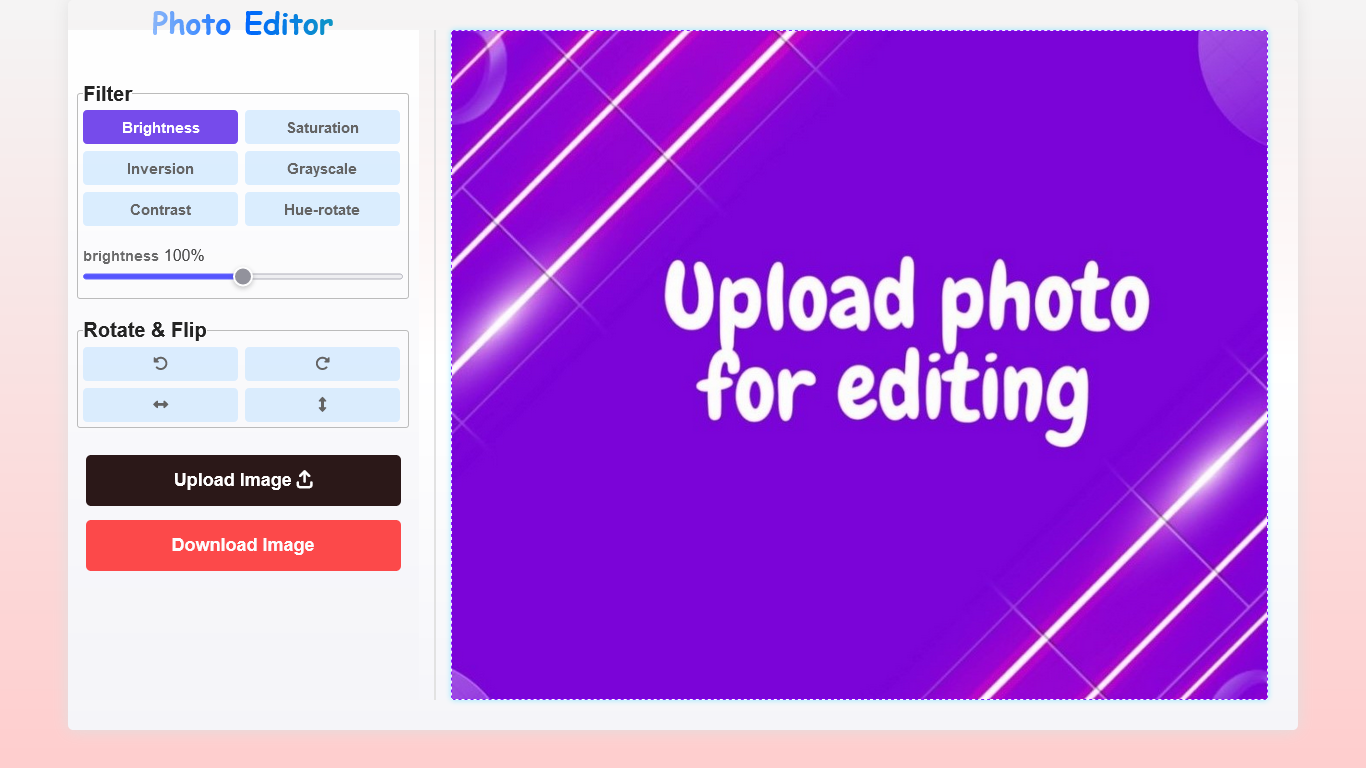 Photo Editor
Filter
Brightness
Saturation
Inversion
Grayscale
Contrast
Hue-rotate
brightness 100%
Rotate & Flip
Upload Image
Download Image
Upload photo
for editing